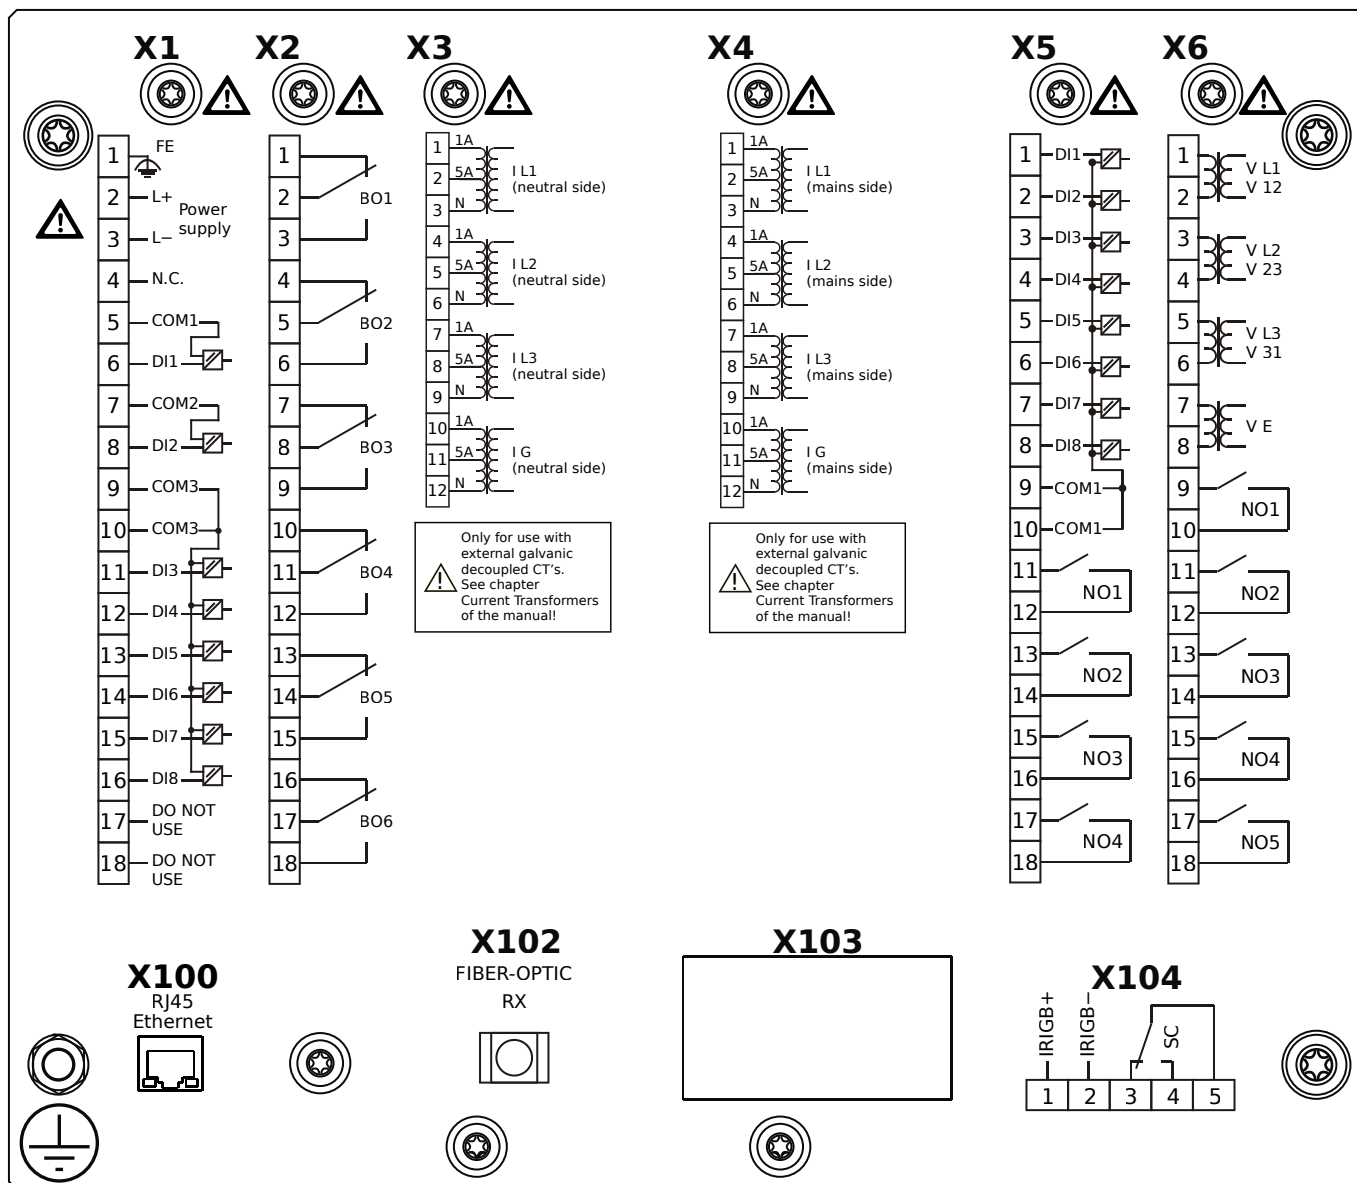 X1
X2
X3
X4
X5
X6
1
FE
2
L+
Power
supply
3
L−
4
N.C.
5
COM1
6
DI1
7
COM2
8
DI2
9
COM3
10
COM3
11
DI3
12
DI4
13
DI5
14
DI6
15
DI7
16
DI8
17
DO NOT
USE
18
DO NOT
USE
1
2
BO1
3
4
5
BO2
6
7
8
BO3
9
10
11
BO4
12
13
14
BO5
15
16
17
BO6
18
1
1A
2
5A
I L1
(neutral side)
3
N
4
1A
5
5A
I L2
(neutral side)
6
N
7
1A
8
5A
I L3
(neutral side)
9
N
10
1A
11
5A
I G
(neutral side)
12
N
Only for use with
external galvanic
decoupled CT's.
See chapter
Current Transformers
of the manual!
1
1A
2
5A
I L1
(mains side)
3
N
4
1A
5
5A
I L2
(mains side)
6
N
7
1A
8
5A
I L3
(mains side)
9
N
10
1A
11
5A
I G
(mains side)
12
N
Only for use with
external galvanic
decoupled CT's.
See chapter
Current Transformers
of the manual!
1
DI1
2
DI2
3
DI3
4
DI4
5
DI5
6
DI6
7
DI7
8
DI8
9
COM1
10
COM1
11
NO1
12
13
NO2
14
15
NO3
16
17
NO4
18
1
V L1
V 12
2
3
V L2
V 23
4
5
V L3
V 31
6
7
V E
8
9
NO1
10
11
NO2
12
13
NO3
14
15
NO4
16
17
NO5
18
X100
RJ45
Ethernet
X102
FIBER-OPTIC
RX
X103
X104
IRIGB+
IRIGB−
SC
1 2 3 4 5